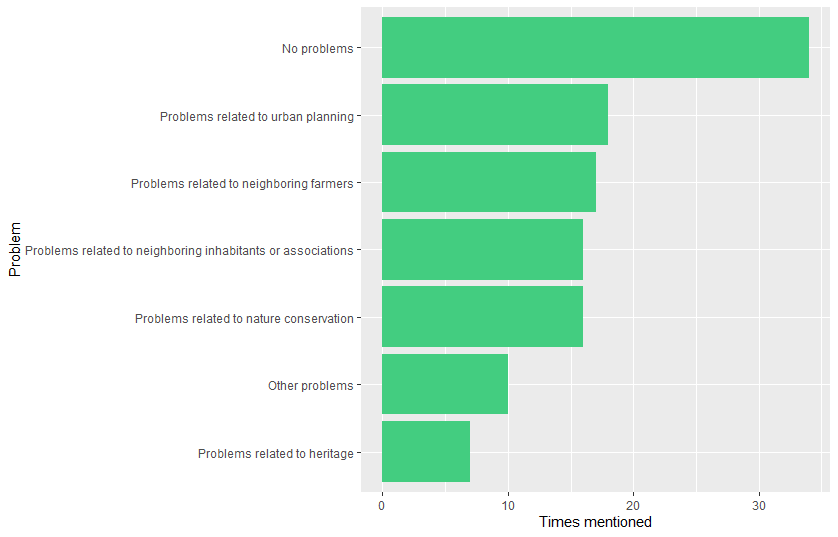 No problems
Problems related to urban planning
Problems related to neighboring farmers
Problems related to neighboring inhabitants or associations
Problems related to nature conservation
Other problems
Problems related to heritage
Problem
0 10 20 30
Times mentioned